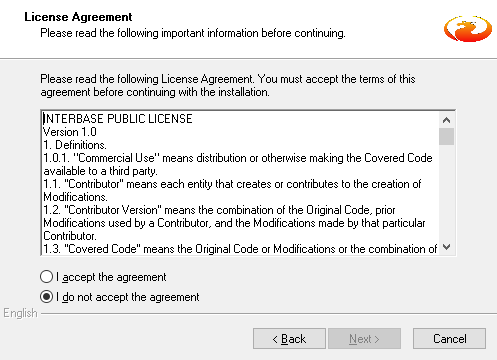 License Agreement
Please read the following important information before continuing.
Please read the following License Agreement. You must accept the terms of this
agreement before continuing with the installation.
INTERBASE PUBLIC LICENSE
Version 1.0
1. Definitions.
1.0.1. "Commercial Use" means distribution or otherwise making the Covered Code
available to a third party.
1.1. "Contributor" means each entity that creates or contributes to the creation of
Modifications.
1.2. "Contributor Version" means the combination of the Original Code, prior
Modifications used by a Contributor, and the Modifications made by that particular
Contributor.
1.3. "Covered Code" means the Original Code or Modifications or the combination of
I accept the agreement
I do not accept the agreement
English
< Back
Next >
Cancel